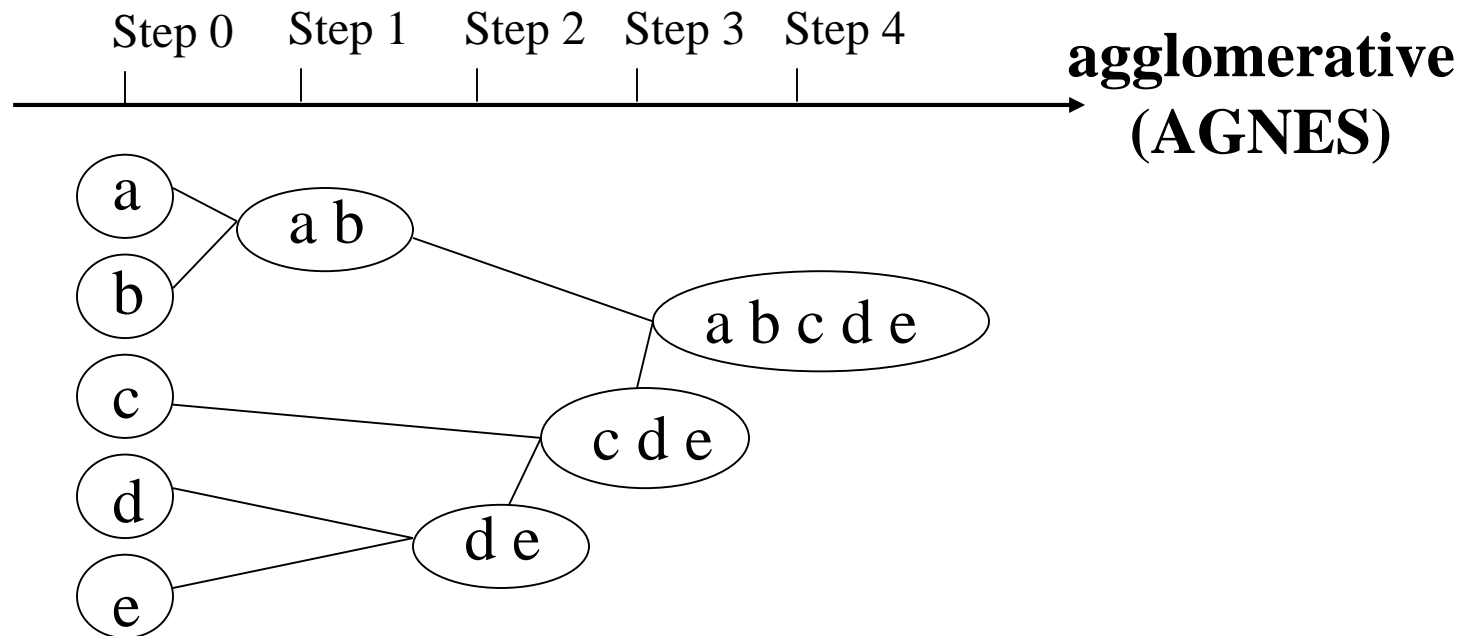 Step 0 Step 1 Step 2 Step 3 Step 4
agglomerative
(AGNES)
a
a b
b
a b c d e
c
c d e
d
d e
e